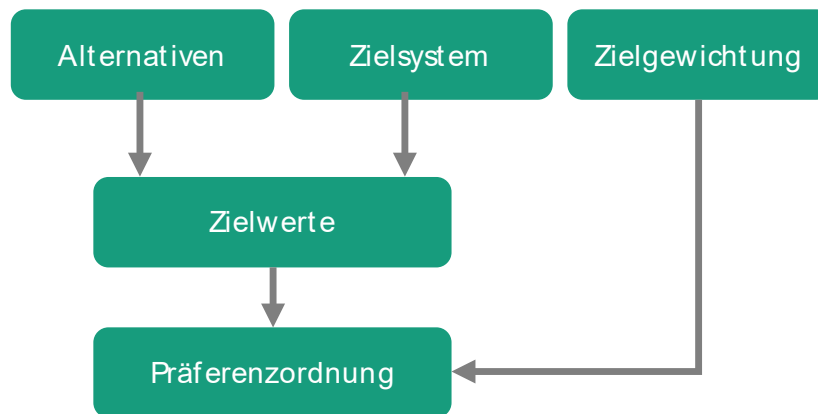 Alternativen
Zielsystem
Zielgewichtung
Zielwerte
Präferenzordnung